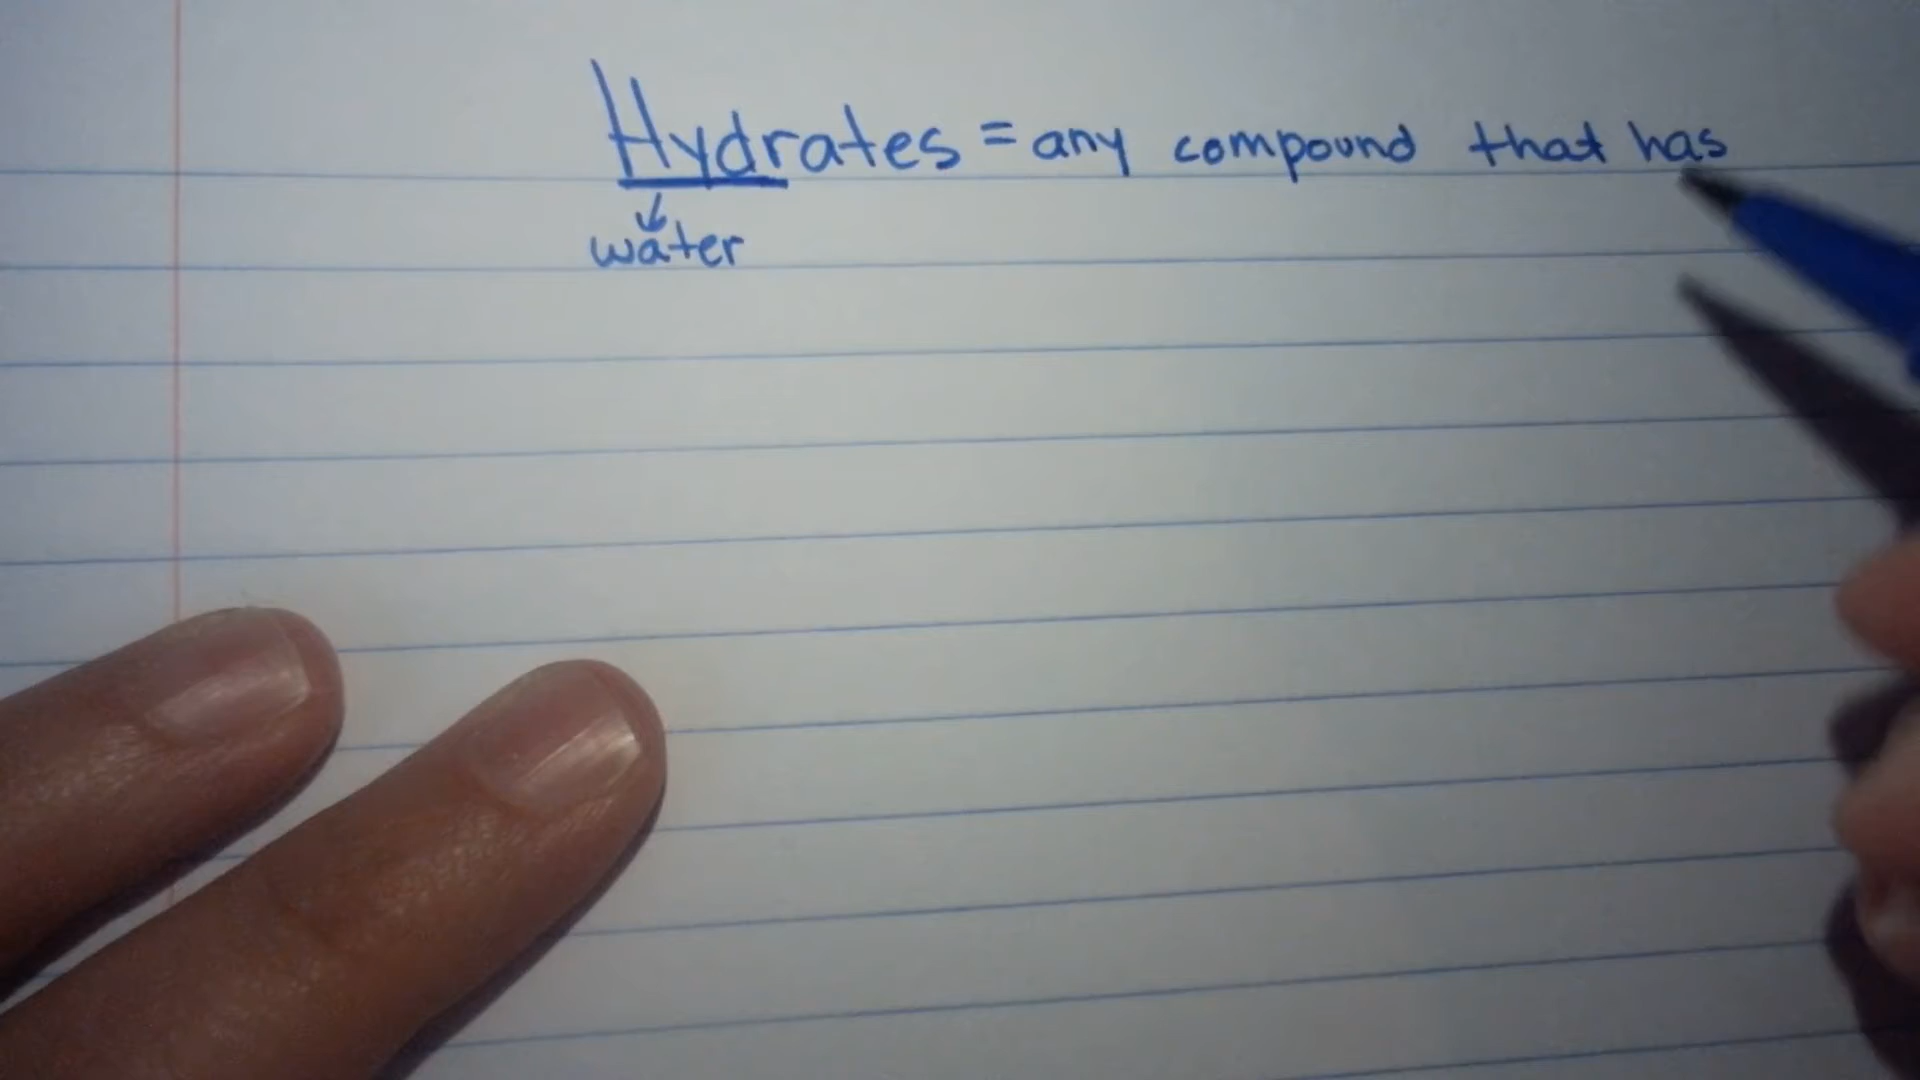 Hydrates = any compound that has
water